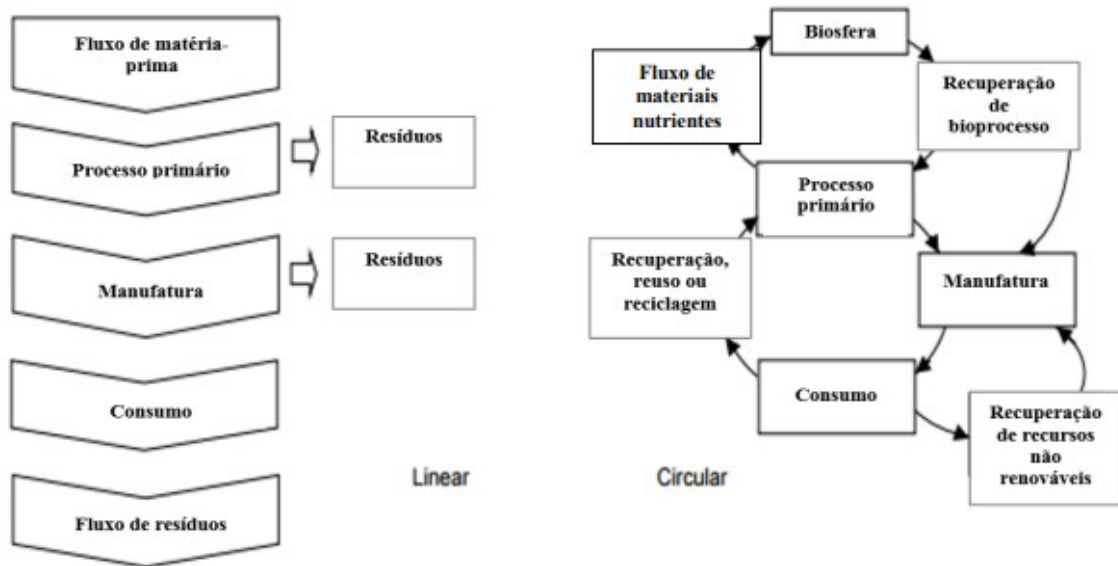 Fluxo de matéria-
prima
Processo primário
Resíduos
Manufatura
Resíduos
Consumo
Fluxo de resíduos
Linear
Biosfera
Fluxo de
materiais
nutrientes
Recuperação
de
bioprocesso
Processo
primário
Recuperação,
reuso ou
reciclagem
Manufatura
Consumo
Recuperação
de recursos
não
renováveis
Circular